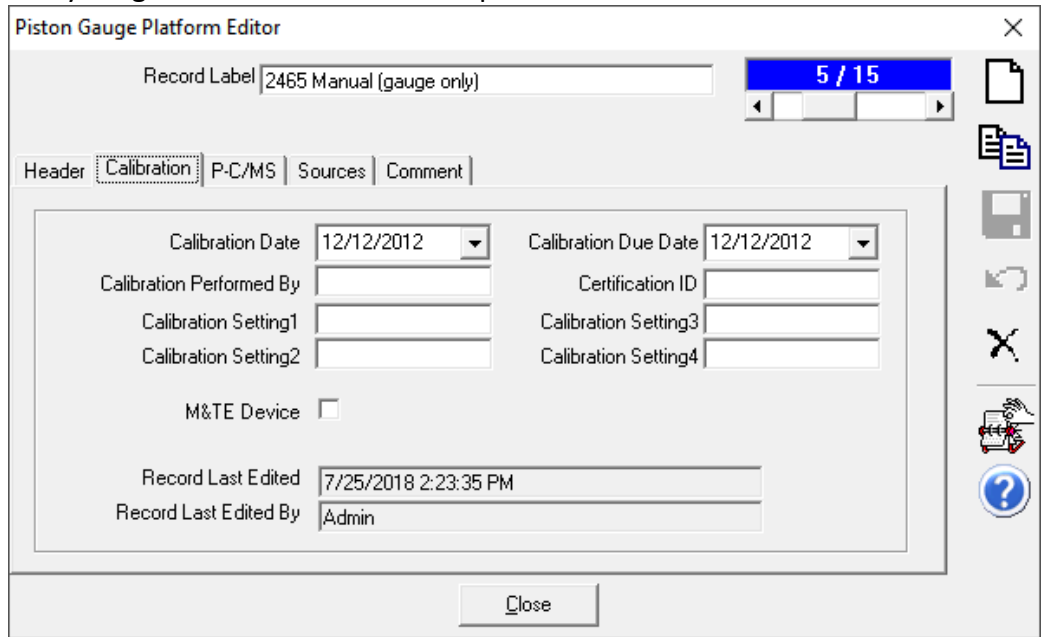 Piston Gauge Platform Editor
Record Label 2465 Manual (gauge only) 5 / 15
Header Calibration P-C/MS Sources Comment
Calibration Date 12/12/2012 Calibration Due Date 12/12/2012
Calibration Performed By Certification ID
Calibration Setting1 Calibration Setting3
Calibration Setting2 Calibration Setting4
M&TE Device
Record Last Edited 7/25/2018 2:23:35 PM
Record Last Edited By Admin
Close